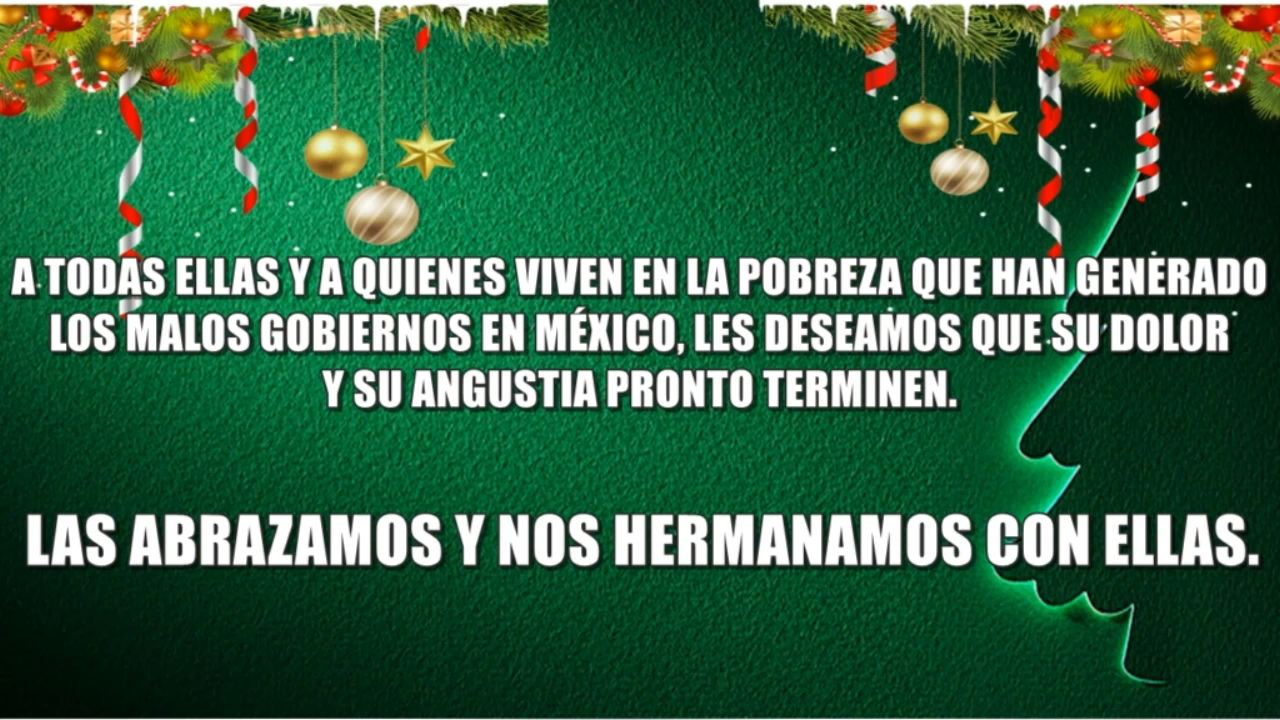 A TODAS ELLAS Y A QUIENES VIVEN EN LA POBREZA QUE HAN GENERADO
LOS MALOS GOBIERNOS EN MÉXICO, LES DESEAMOS QUE SU DOLOR
Y SU ANGUSTIA PRONTO TERMINEN.
LAS ABRAZAMOS Y NOS HERMANAMOS CON ELLAS.